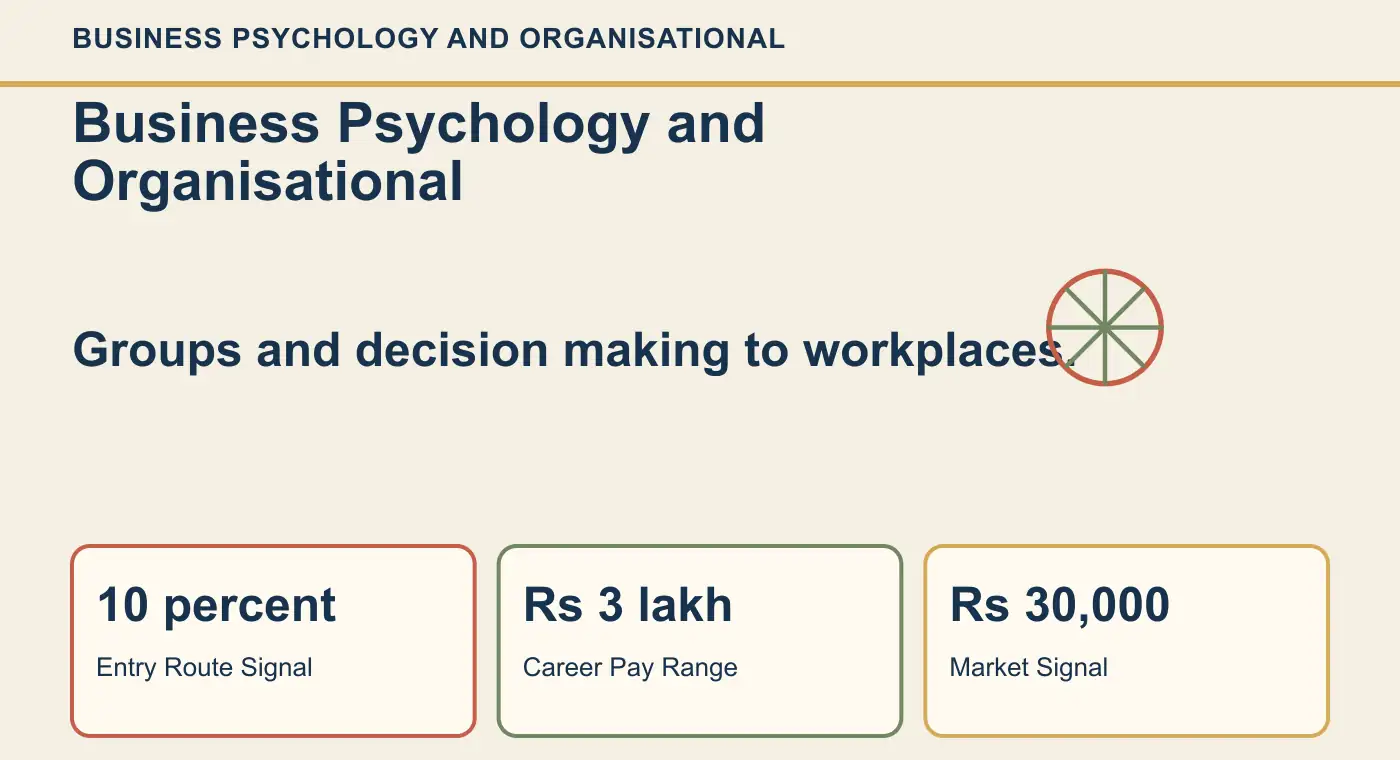 BUSINESS PSYCHOLOGY AND ORGANISATIONAL
Business Psychology and
Organisational
Groups and decision making to workplaces.
10 percent
Entry Route Signal
Rs 3 lakh
Career Pay Range
Rs 30,000
Market Signal